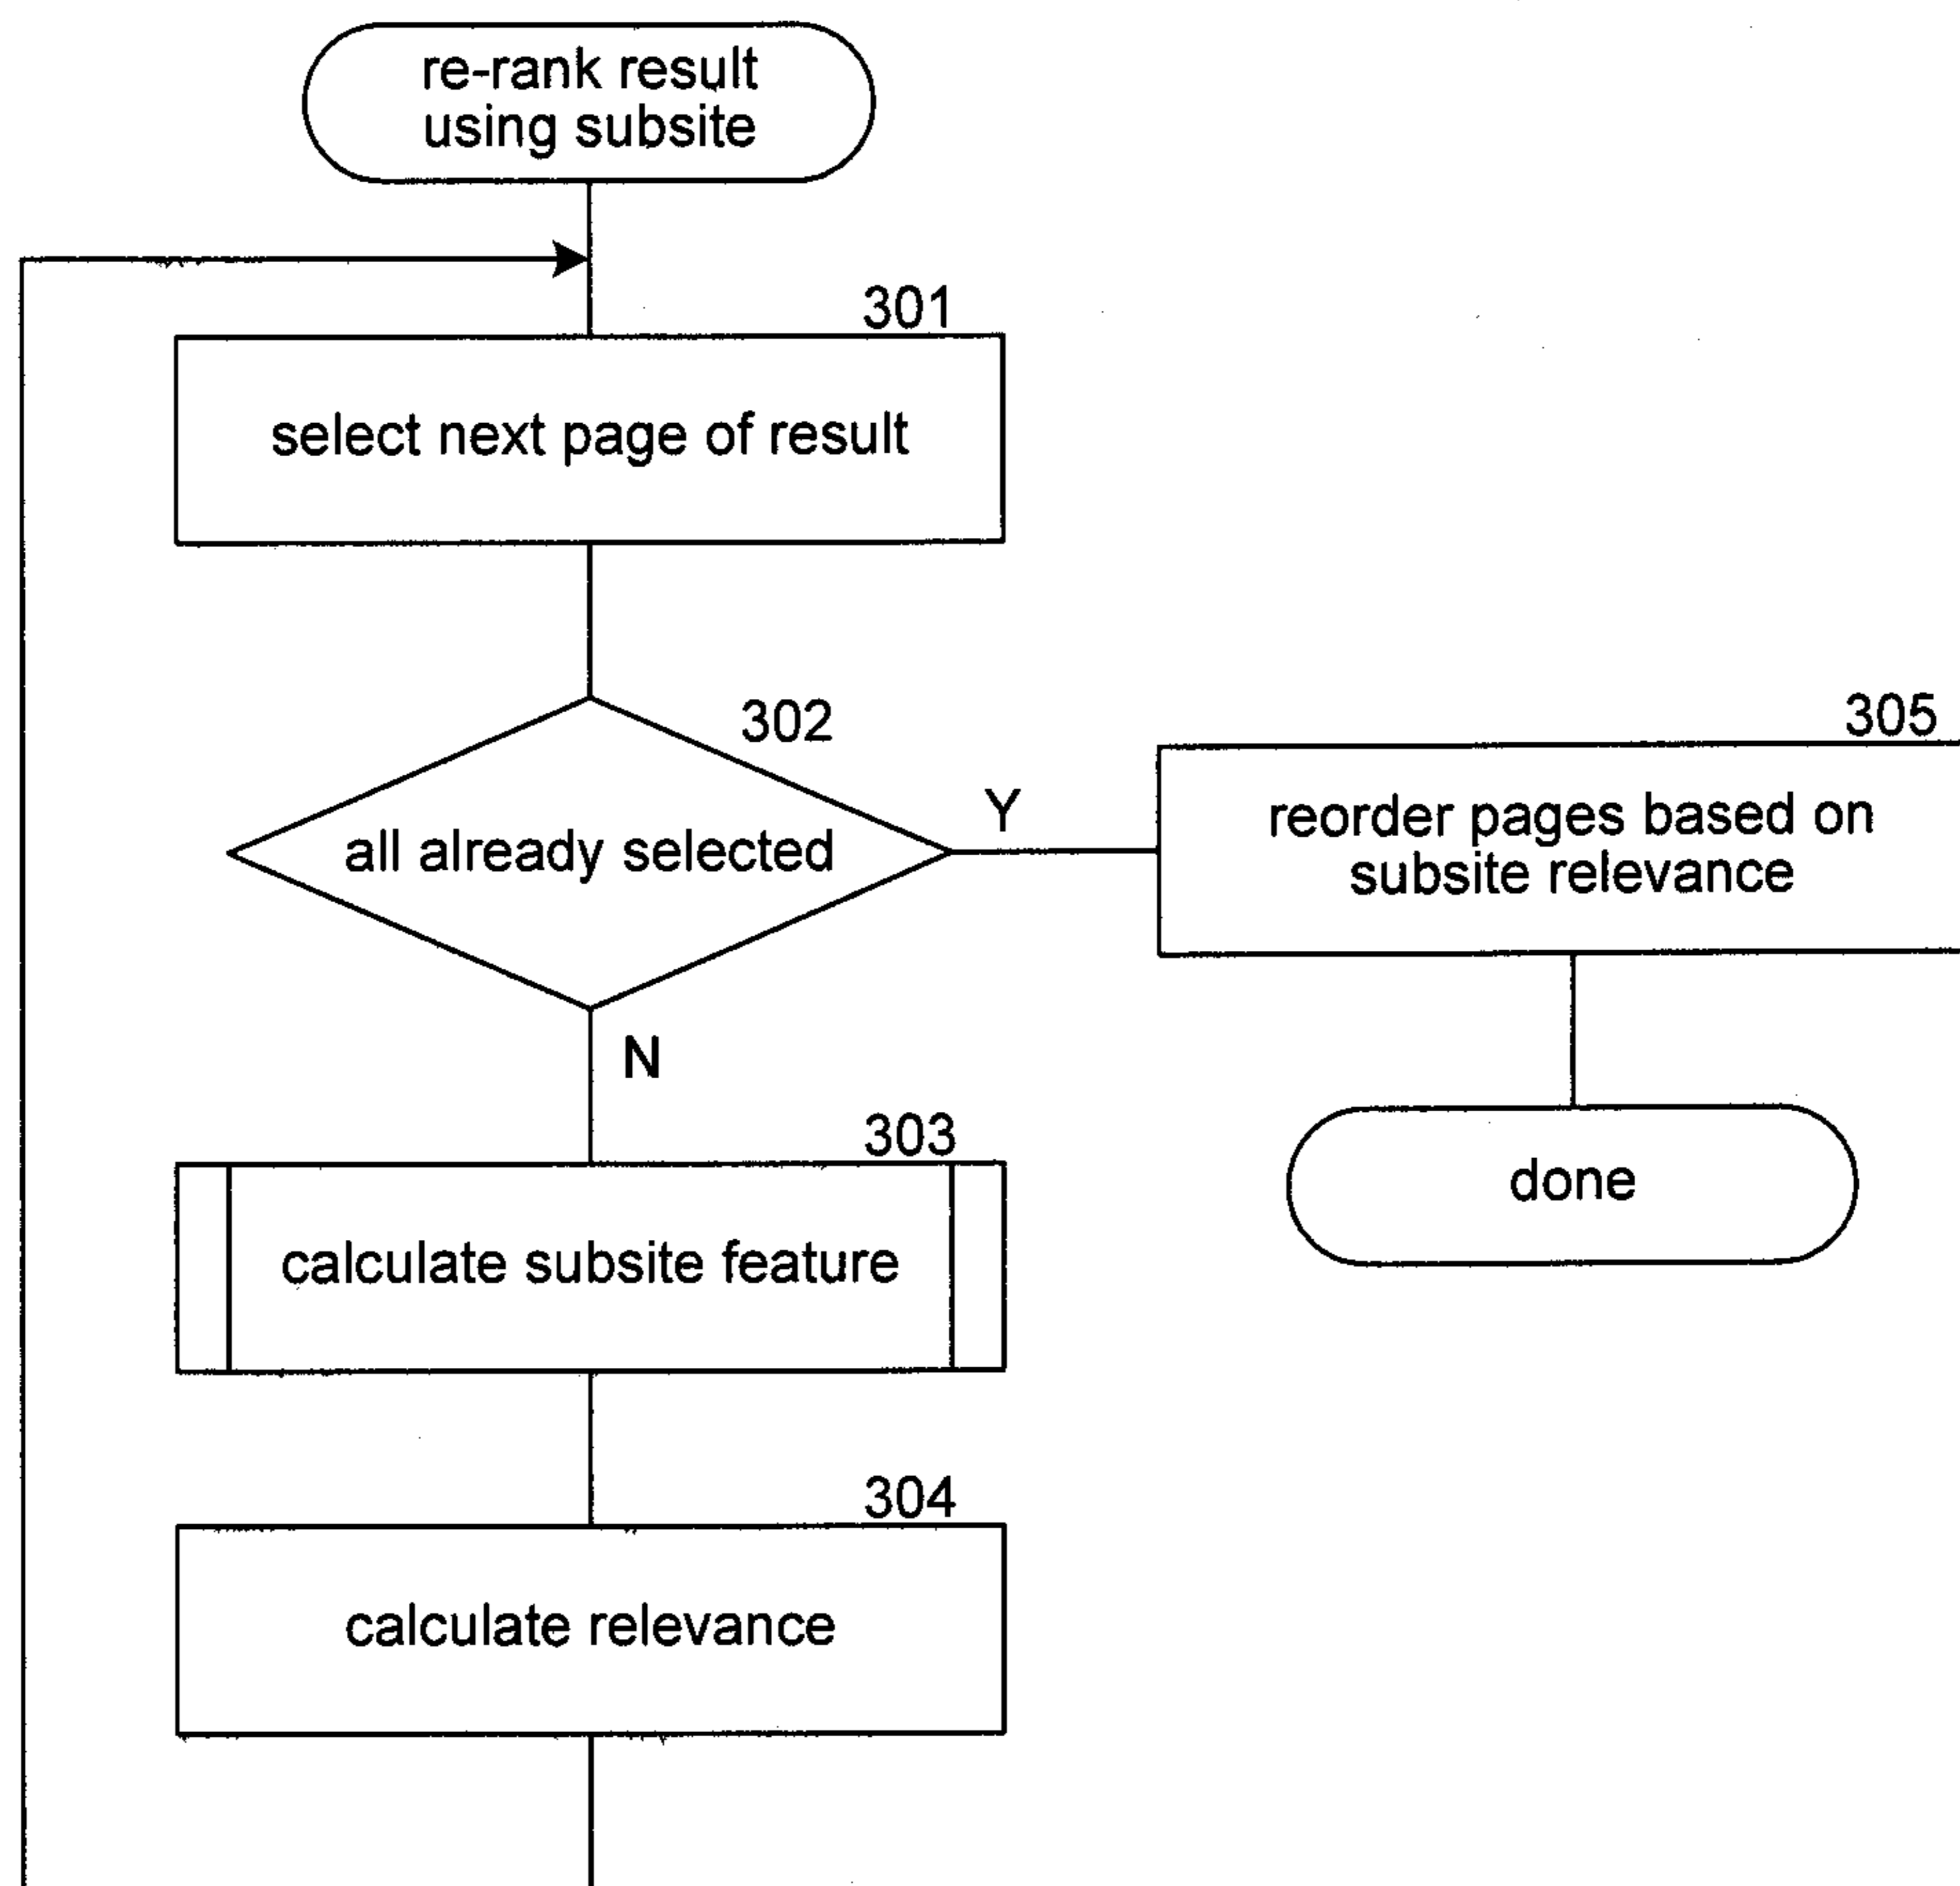 re-rank result
using subsite
301
select next page of result
302
all already selected
Y
N
305
reorder pages based on
subsite relevance
done
303
calculate subsite feature
304
calculate relevance